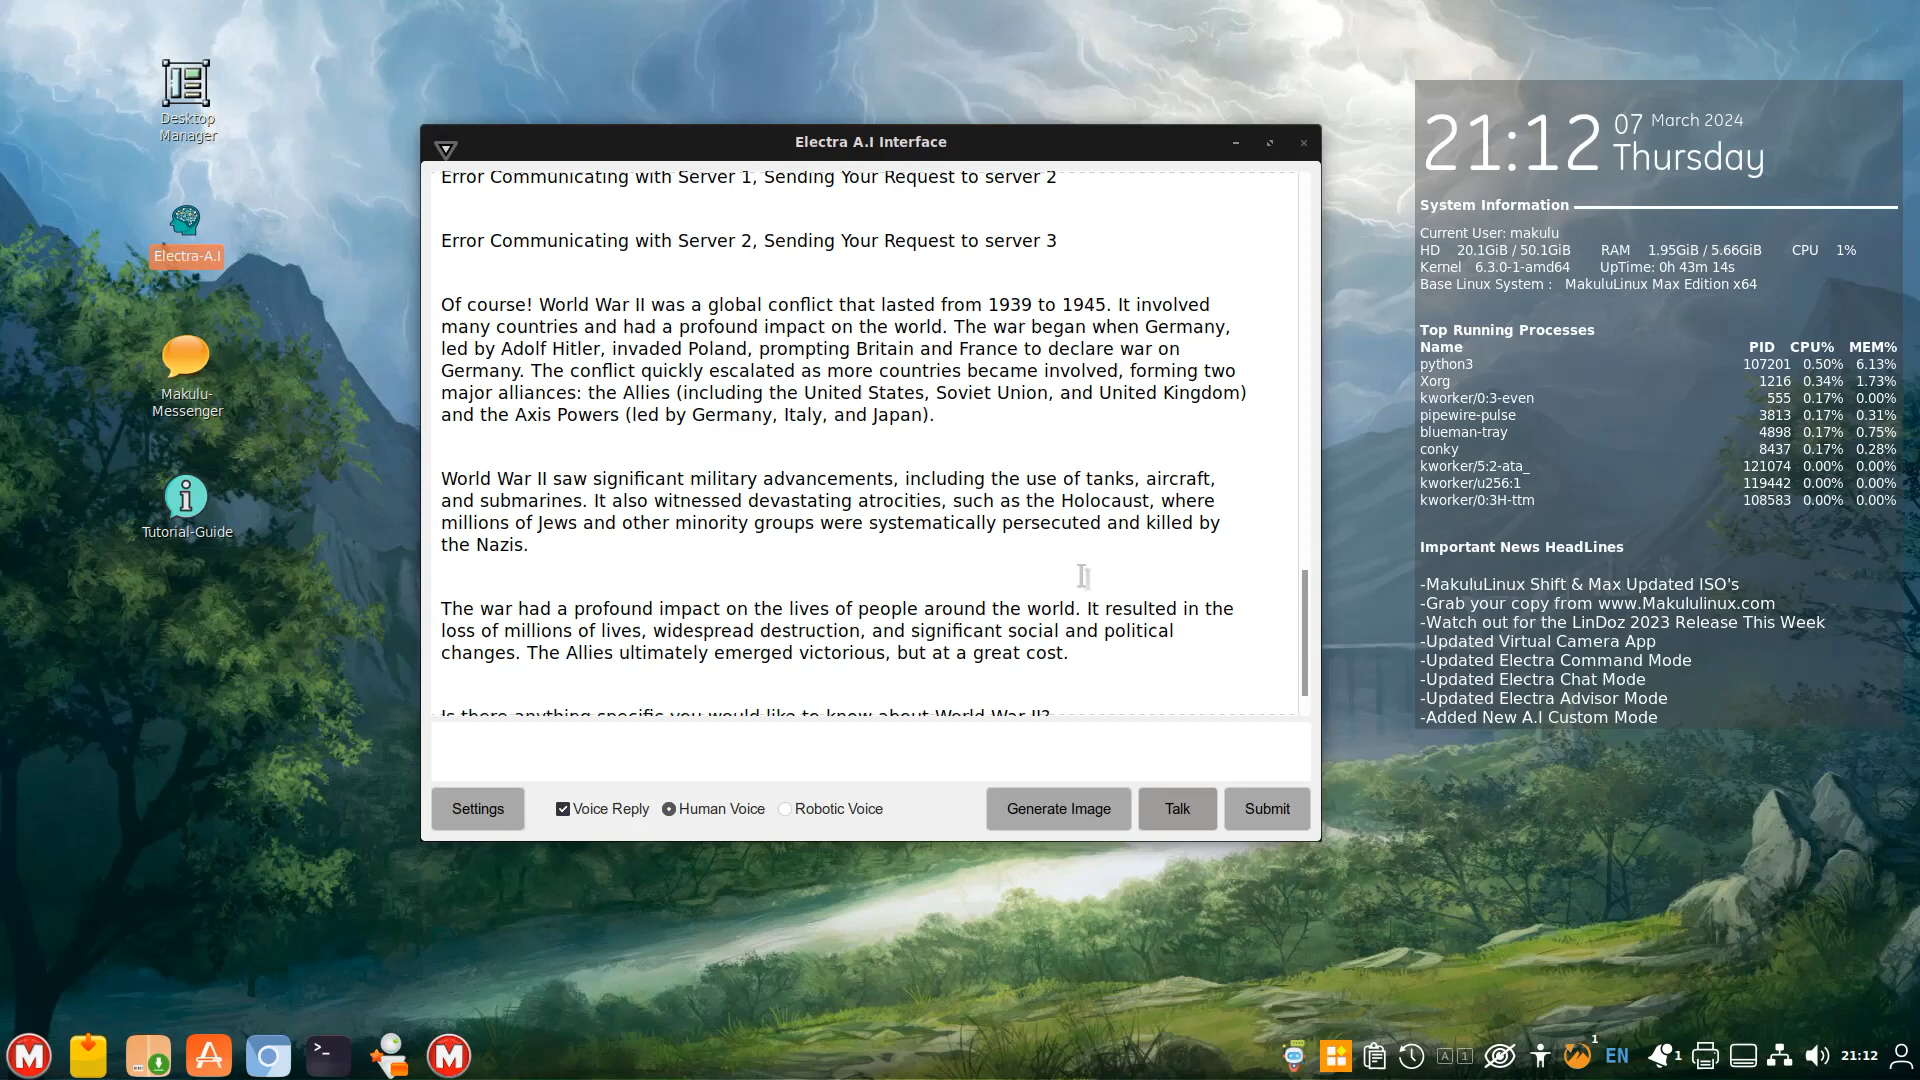 Desktop
Manager
Electra-A.I
Makulu-
Messenger
Tutorial-Guide
Electra A.I Interface
Error Communicating with Server 1, Sending Your Request to server 2
Error Communicating with Server 2, Sending Your Request to server 3
Of course! World War II was a global conflict that lasted from 1939 to 1945. It involved
many countries and had a profound impact on the world. The war began when Germany,
led by Adolf Hitler, invaded Poland, prompting Britain and France to declare war on
Germany. The conflict quickly escalated as more countries became involved, forming two
major alliances: the Allies (including the United States, Soviet Union, and United Kingdom)
and the Axis Powers (led by Germany, Italy, and Japan).
World War II saw significant military advancements, including the use of tanks, aircraft,
and submarines. It also witnessed devastating atrocities, such as the Holocaust, where
millions of Jews and other minority groups were systematically persecuted and killed by
the Nazis.
The war had a profound impact on the lives of people around the world. It resulted in the
loss of millions of lives, widespread destruction, and significant social and political
changes. The Allies ultimately emerged victorious, but at a great cost.
Is there anything specific you would like to know about World War II?
Settings
Voice Reply
Human Voice
Robotic Voice
Generate Image
Talk
Submit
21:12
07 March 2024
Thursday
System Information
Current User: makulu
HD 20.1GiB / 50.1GiB RAM 1.95GiB / 5.66GiB CPU 1%
Kernel 6.3.0-1-amd64 UpTime: 0h 43m 14s
Base Linux System : MakuluLinux Max Edition x64
Top Running Processes
Name PID CPU% MEM%
python3 107201 0.50% 6.13%
Xorg 1216 0.34% 1.73%
kworker/0:3-even 555 0.17% 0.00%
pipewire-pulse 3813 0.17% 0.31%
blueman-tray 4898 0.17% 0.75%
conky 8437 0.17% 0.28%
kworker/5:2-ata_ 121074 0.00% 0.00%
kworker/u256:1 119442 0.00% 0.00%
kworker/0:3H-ttm 108583 0.00% 0.00%
Important News HeadLines
-MakuluLinux Shift & Max Updated ISO's
-Grab your copy from www.Makululinux.com
-Watch out for the LinDoz 2023 Release This Week
-Updated Virtual Camera App
-Updated Electra Command Mode
-Updated Electra Chat Mode
-Updated Electra Advisor Mode
-Added New A.I Custom Mode
M
>_
M
A 1
1
EN
1
21:12